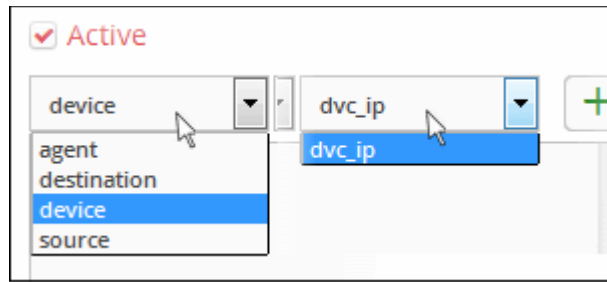 Active
device
dvc_ip
agent
destination
device
source
dvc_ip